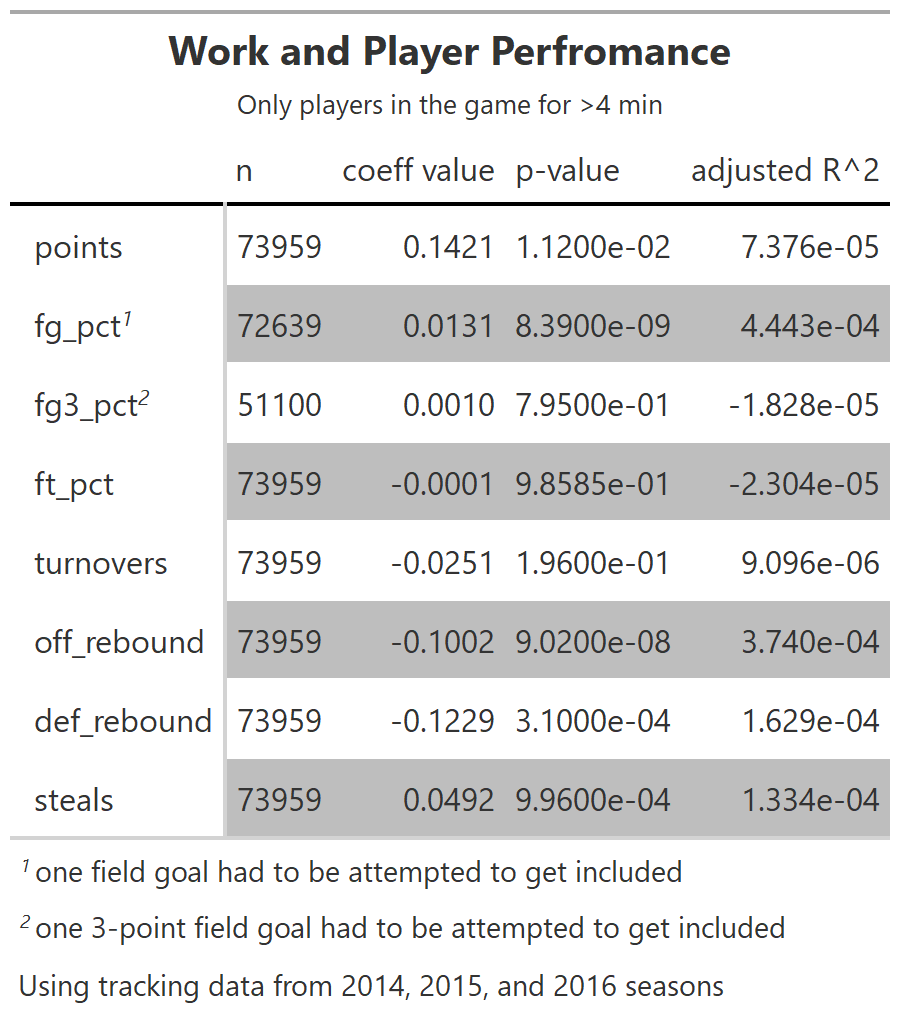 Work and Player Perfromance
Only players in the game for >4 min
n coeff value p-value adjusted R^2
points 73959 0.1421 1.1200e-02 7.376e-05
fg_pct1 72639 0.0131 8.3900e-09 4.443e-04
fg3_pct2 51100 0.0010 7.9500e-01 -1.828e-05
ft_pct 73959 -0.0001 9.8585e-01 -2.304e-05
turnovers 73959 -0.0251 1.9600e-01 9.096e-06
off_rebound 73959 -0.1002 9.0200e-08 3.740e-04
def_rebound 73959 -0.1229 3.1000e-04 1.629e-04
steals 73959 0.0492 9.9600e-04 1.334e-04
1 one field goal had to be attempted to get included
2 one 3-point field goal had to be attempted to get included
Using tracking data from 2014, 2015, and 2016 seasons